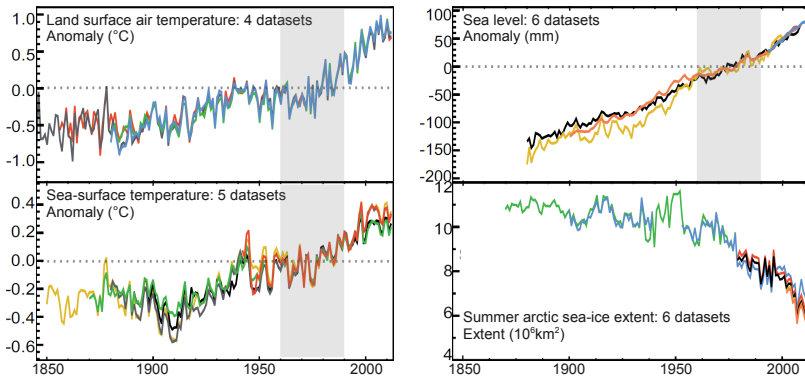 Land surface air temperature: 4 datasets
Anomaly (°C)
1.0
0.5
0.0
-0.5
-1.0
Sea level: 6 datasets
Anomaly (mm)
100
50
0
-50
-100
-150
-200
Sea-surface temperature: 5 datasets
Anomaly (°C)
0.4
0.2
0.0
-0.2
-0.4
-0.6
1850 1900 1950 2000
12
10
8
6
4
Summer arctic sea-ice extent: 6 datasets
Extent (10⁶km²)
1850 1900 1950 2000